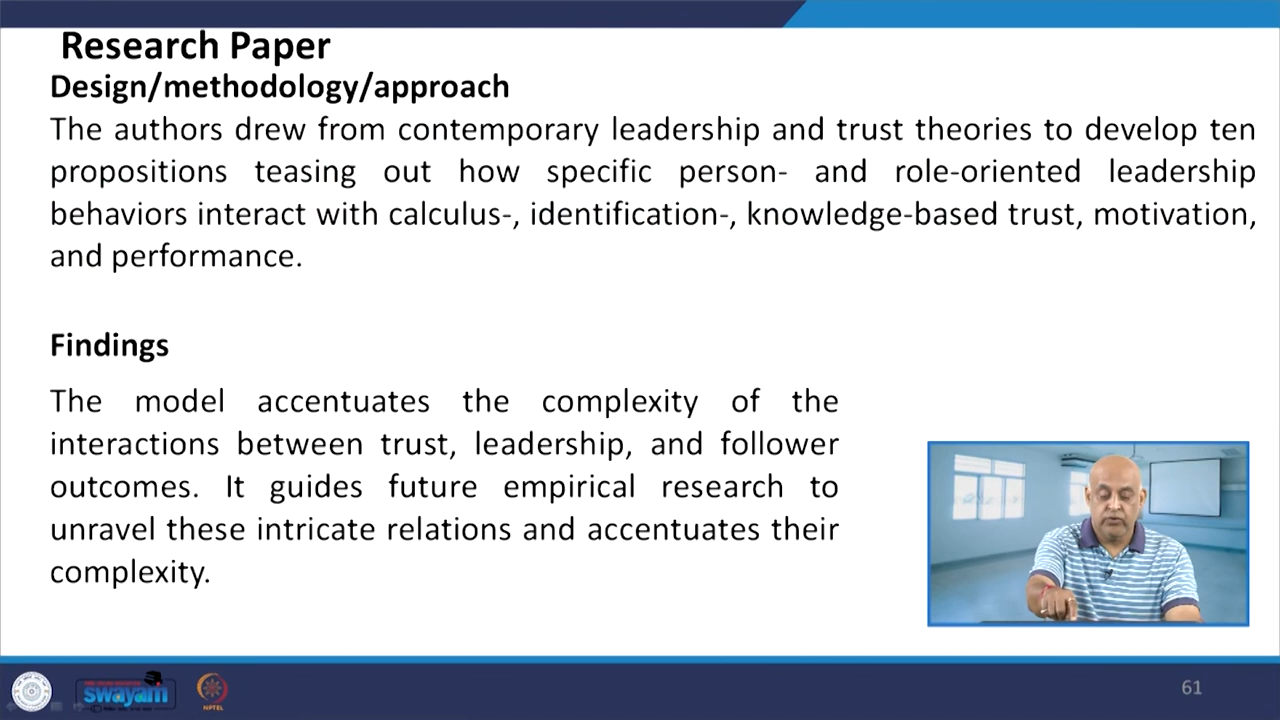 Research Paper
Design/methodology/approach
The authors drew from contemporary leadership and trust theories to develop ten
propositions teasing out how specific person- and role-oriented leadership
behaviors interact with calculus-, identification-, knowledge-based trust, motivation,
and performance.
Findings
The model accentuates the complexity of the
interactions between trust, leadership, and follower
outcomes. It guides future empirical research to
unravel these intricate relations and accentuates their
complexity.
swayam
NPTEL
61